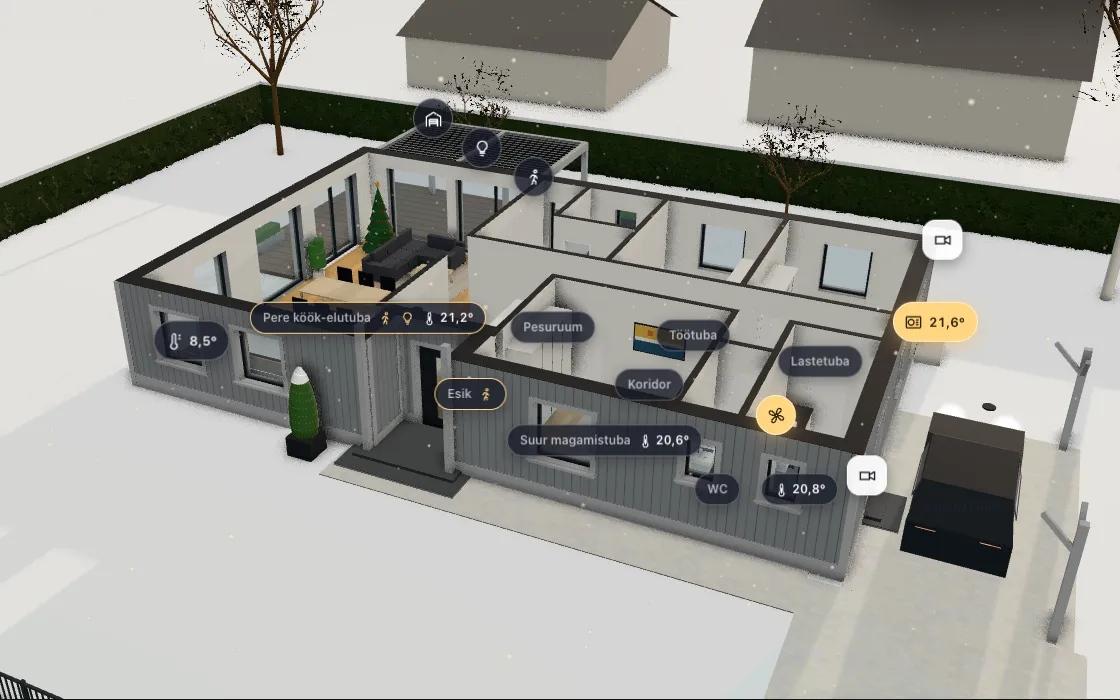 Pere köök-elutuba 21,2°
8,5°
Pesuruum
Töötuba
21,6°
Lastetuba
Koridor
Esik
Suur magamistuba 20,6°
WC
20,8°